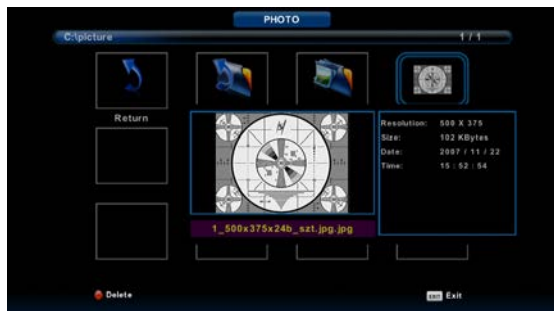 PHOTO
C:\picture
1 / 1
Return
Resolution: 500 X 375
Size: 102 KBytes
Date: 2007 / 11 / 22
Time: 15 : 52 : 54
1_500x375x24b_szt.jpg.jpg
Delete
EXIT Exit